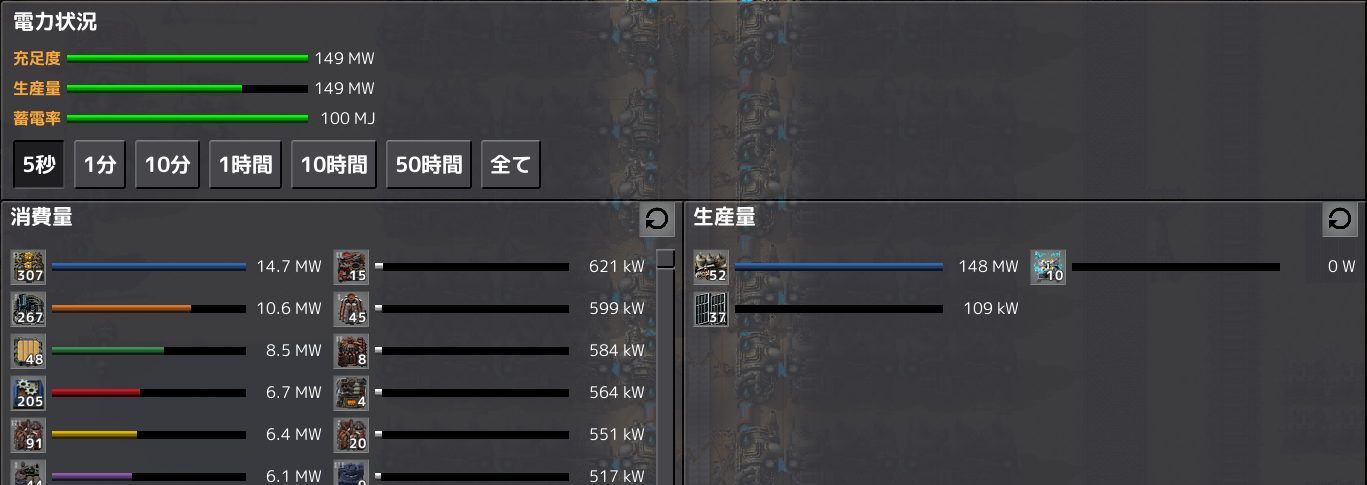 電力状況
充足度 149 MW
生産量 149 MW
蓄電率 100 MJ
5秒 1分 10分 1時間 10時間 50時間 全て
消費量
307 14.7 MW 15 621 kW
267 10.6 MW 45 599 kW
48 8.5 MW 8 584 kW
205 6.7 MW 4 564 kW
91 6.4 MW 20 551 kW
44 6.1 MW 517 kW
生産量
52 148 MW 10 0 W
37 109 kW